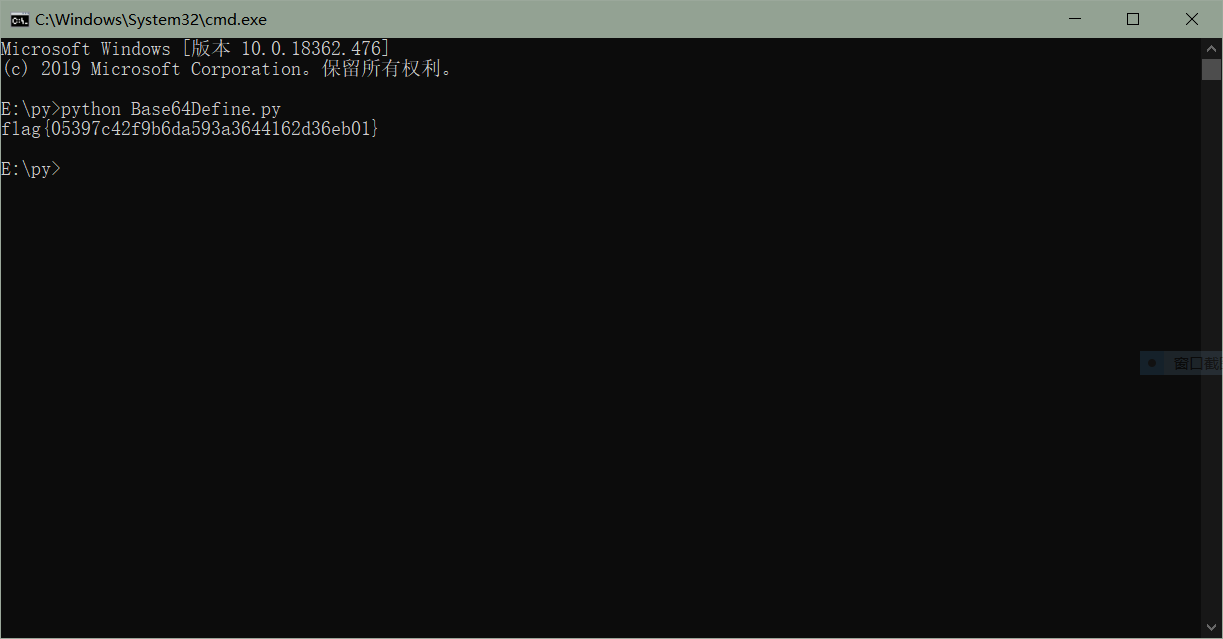 C:\Windows\System32\cmd.exe
Microsoft Windows [版本 10.0.18362.476]
(c) 2019 Microsoft Corporation。保留所有权利。
E:\py>python Base64Define.py
flag{05397c42f9b6da593a3644162d36eb01}
E:\py>
窗口截